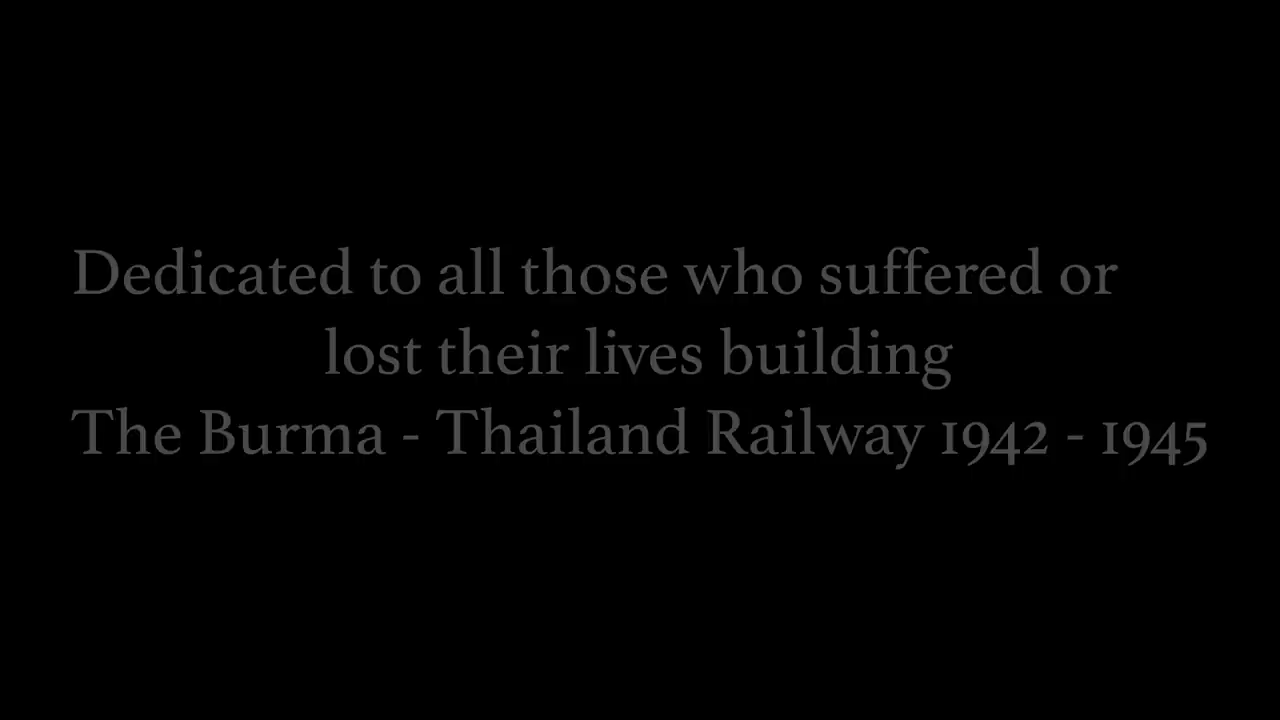 Dedicated to all those who suffered or
lost their lives building
The Burma - Thailand Railway 1942 - 1945